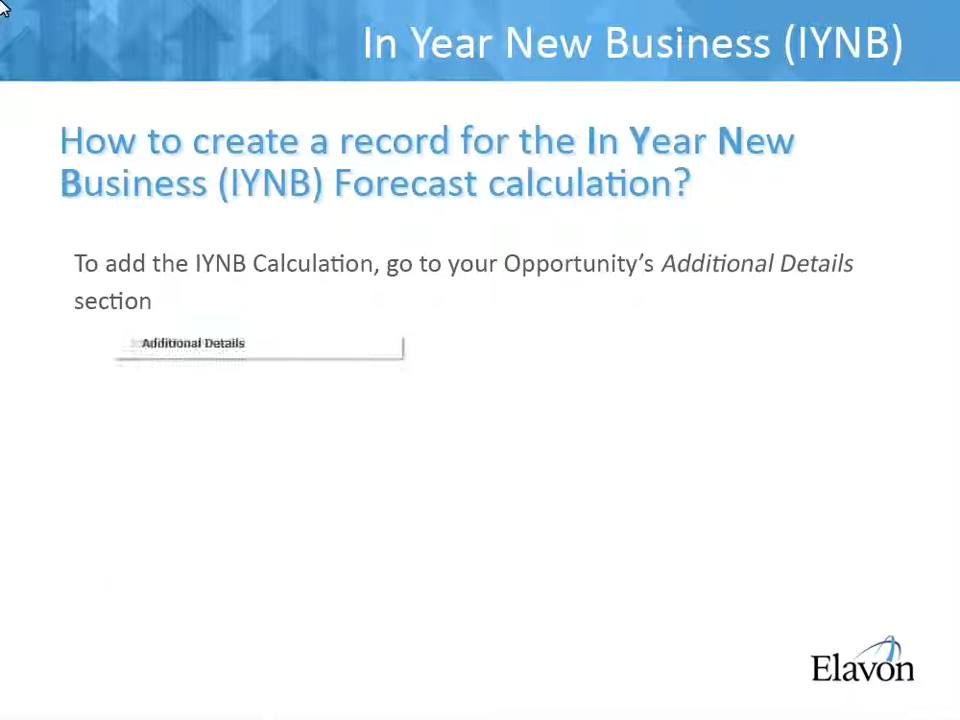 In Year New Business (IYNB)
How to create a record for the In Year New
Business (IYNB) Forecast calculation?
To add the IYNB Calculation, go to your Opportunity’s Additional Details
section
Additional Details
Elavon